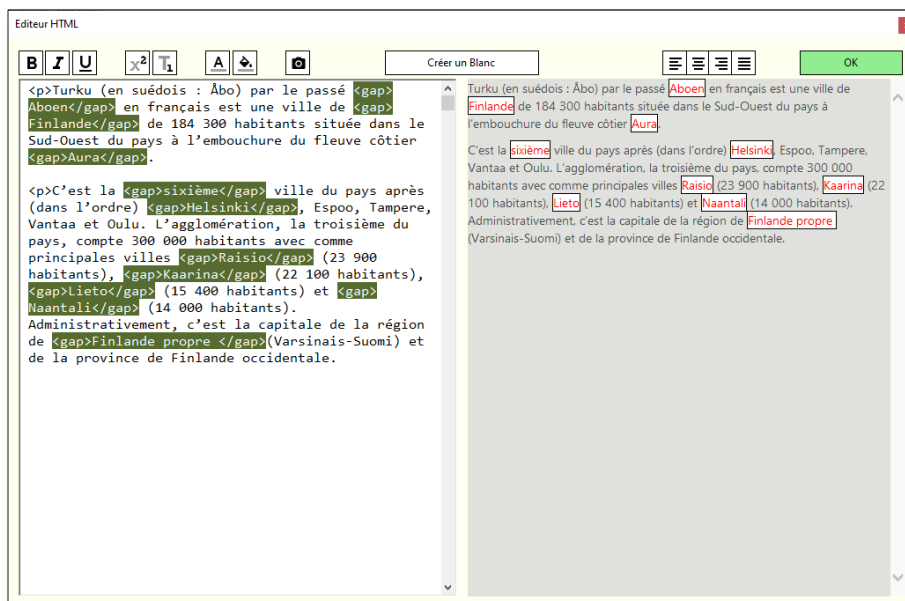 Editeur HTML
B I U x² T1 A Créer un Blanc OK
<p>Turku (en suédois : Åbo) par le passé <gap>
Aboen</gap> en français est une ville de <gap>
Finlande</gap> de 184 300 habitants située dans le
Sud-Ouest du pays à l’embouchure du fleuve côtier
<gap>Aura</gap>.
<p>C’est la <gap>sixième</gap> ville du pays après
(dans l’ordre) <gap>Helsinki</gap>, Espoo, Tampere,
Vantaa et Oulu. L’agglomération, la troisième du
pays, compte 300 000 habitants avec comme
principales villes <gap>Raisio</gap> (23 900
habitants), <gap>Kaarina</gap> (22 100 habitants),
<gap>Lieto</gap> (15 400 habitants) et <gap>
Naantali</gap> (14 000 habitants).
Administrativement, c’est la capitale de la région
de <gap>Finlande propre </gap>(Varsinais-Suomi) et
de la province de Finlande occidentale.
Turku (en suédois : Åbo) par le passé Aboen en français est une ville de
Finlande de 184 300 habitants située dans le Sud-Ouest du pays à
l’embouchure du fleuve côtier Aura.
C’est la sixième ville du pays après (dans l’ordre) Helsinki, Espoo, Tampere,
Vantaa et Oulu. L’agglomération, la troisième du pays, compte 300 000
habitants avec comme principales villes Raisio (23 900 habitants), Kaarina (22
100 habitants), Lieto (15 400 habitants) et Naantali (14 000 habitants).
Administrativement, c’est la capitale de la région de Finlande propre
(Varsinais-Suomi) et de la province de Finlande occidentale.